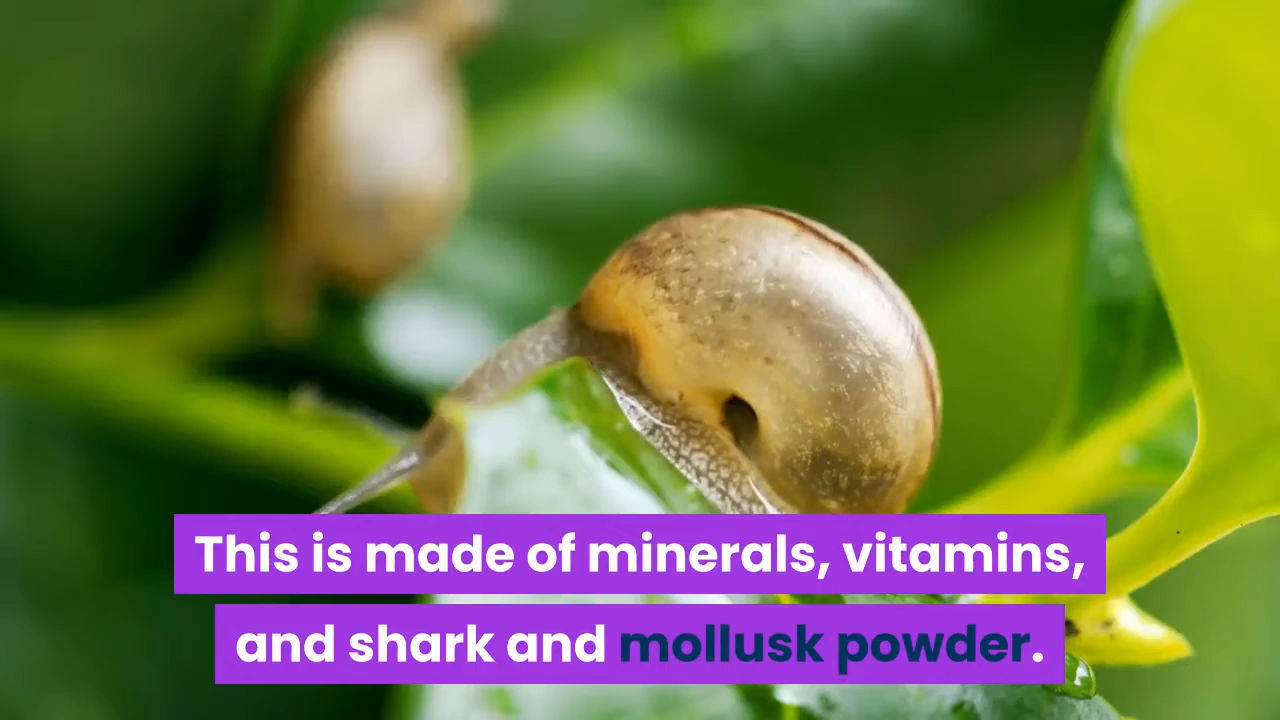 This is made of minerals, vitamins,
and shark and mollusk powder.